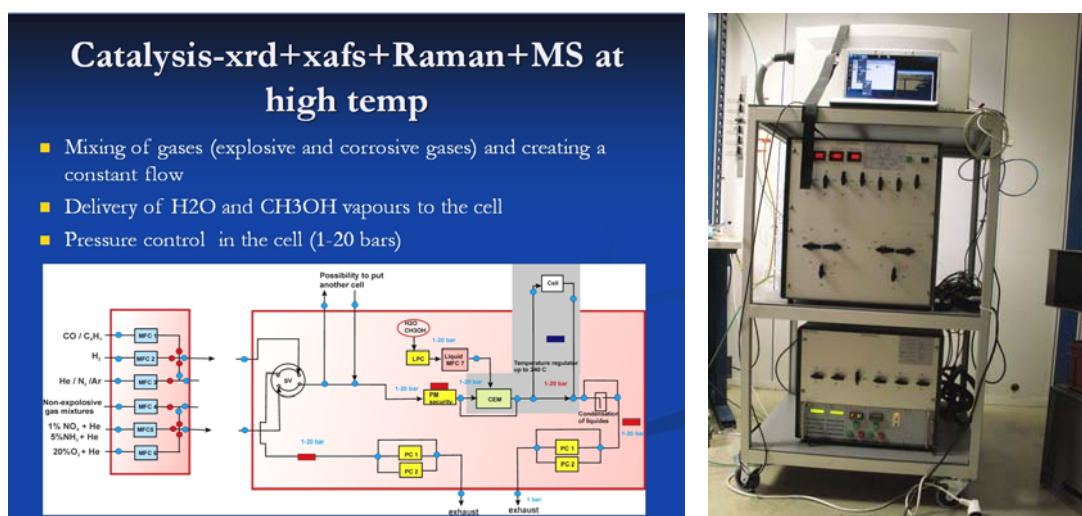 Catalysis-xrd+xafs+Raman+MS at
high temp
Mixing of gases (explosive and corrosive gases) and creating a
constant flow
Delivery of H2O and CH3OH vapours to the cell
Pressure control in the cell (1-20 bars)
Possibility to put
another cell
Cell
H2O
CH3OH
CO / C₃H₇
MFC 1
H₂
MFC 2
He / N₂ /Ar
MFC 3
Non-expolosive
gas mixtures
MFC 4
1% NOₓ + He
5%NH₃ + He
MFC5
20%O₂+ He
MFC 6
SV
1-20 bar
LPC
Liquid
MFC 7
Temperature regulator
up to 240 C
1-20 bar
1-20 bar
1-20 bar
PM
security
CEM
Condensation
of liquides
1-20
bar
1-20 bar
PC 1
PC 2
PC 1
PC 2
1 bar
exhaust
exhaust